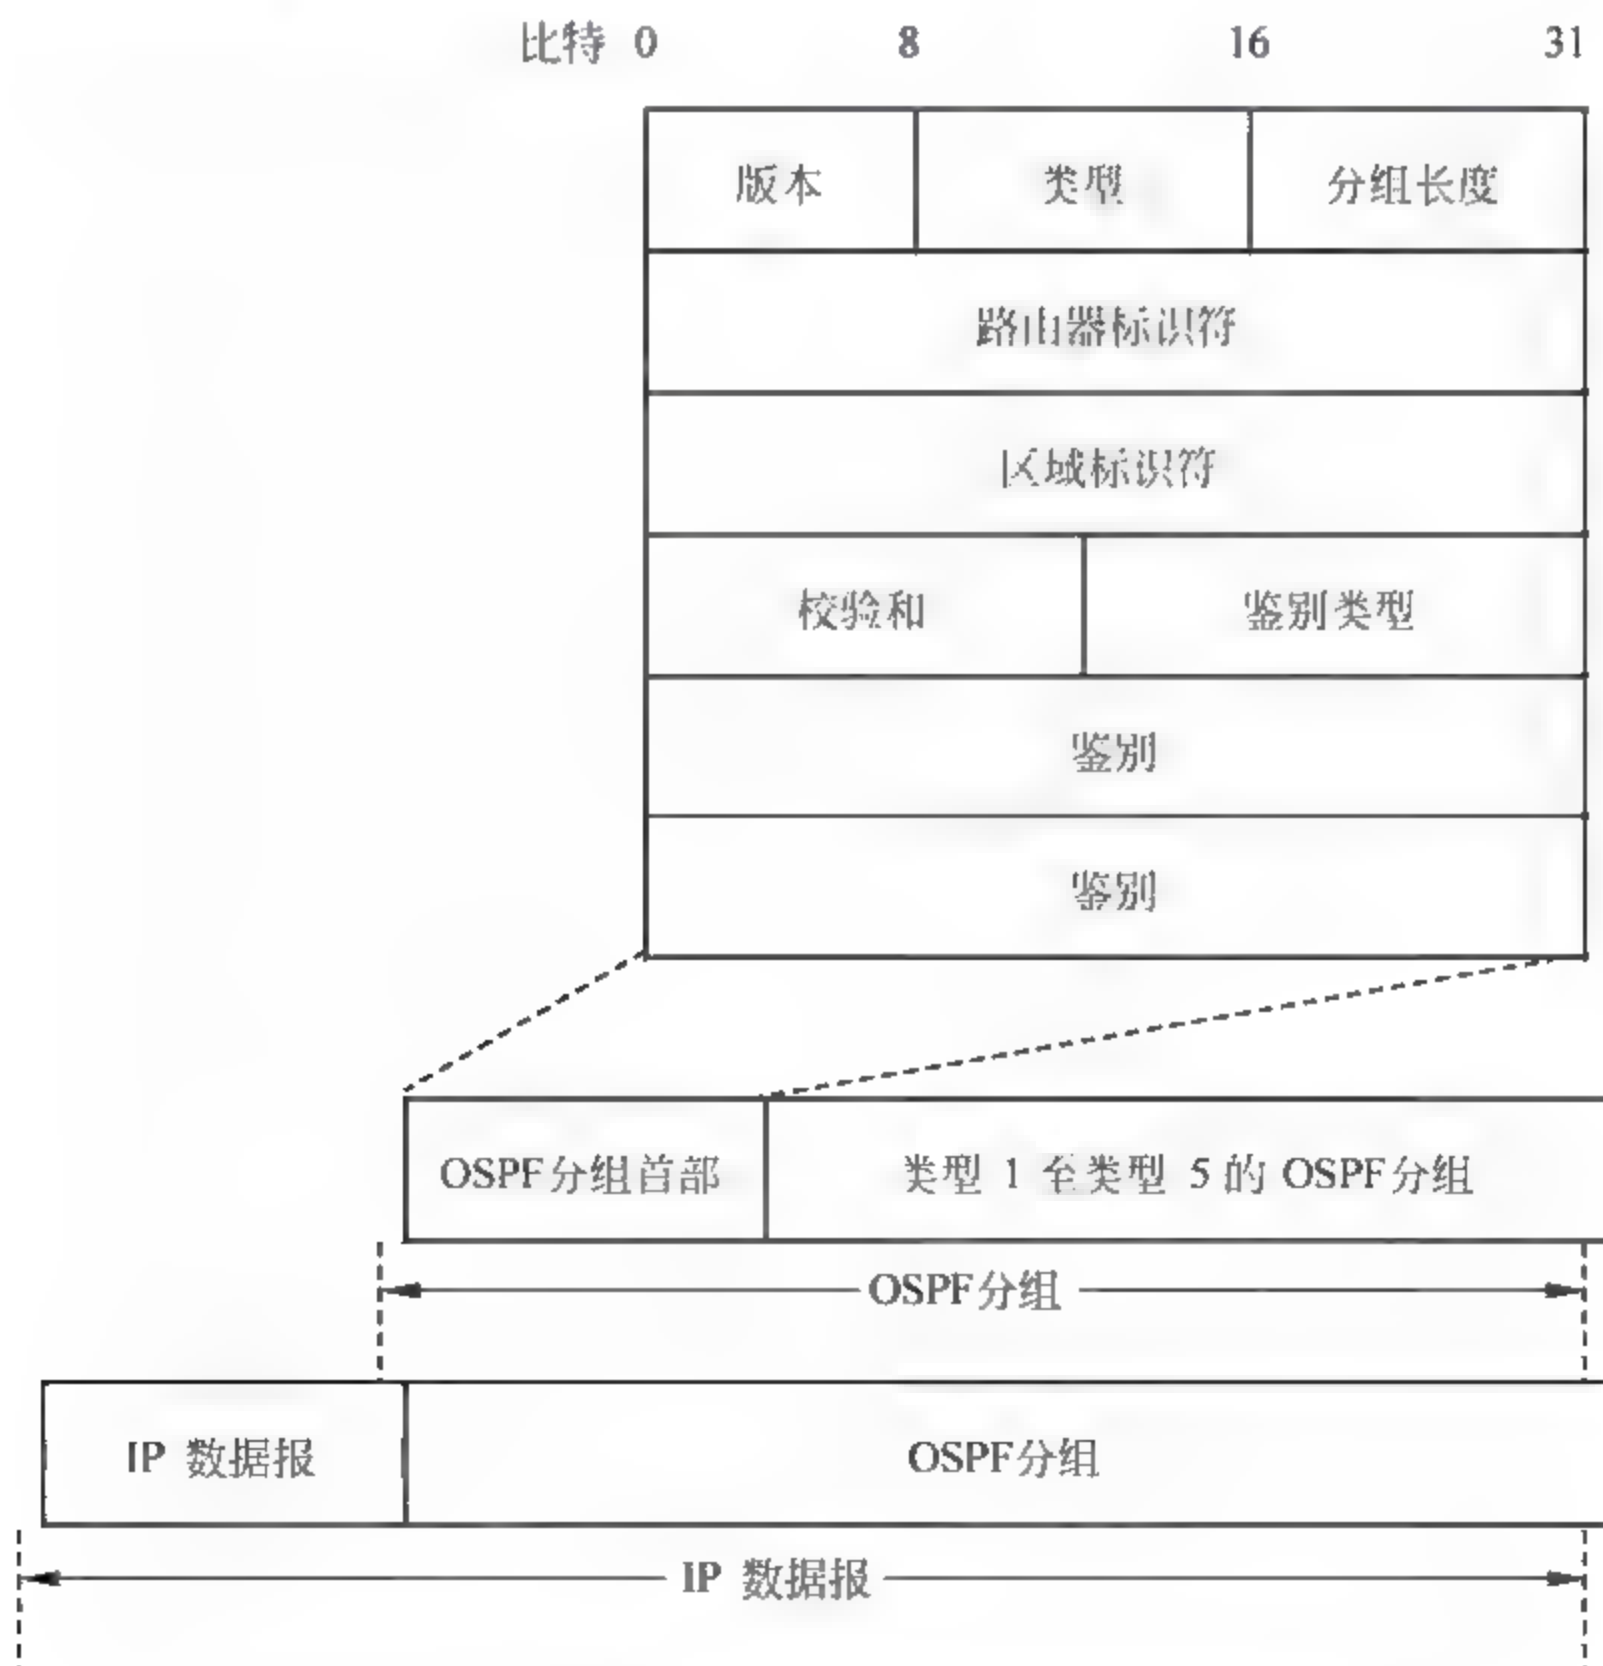 比特 0 8 16 31
版本 类型 分组长度
路由器标识符
区域标识符
校验和 鉴别类型
鉴别
鉴别
OSPF分组首部 类型 1 至类型 5 的 OSPF分组
OSPF分组
IP 数据报 OSPF分组
IP 数据报